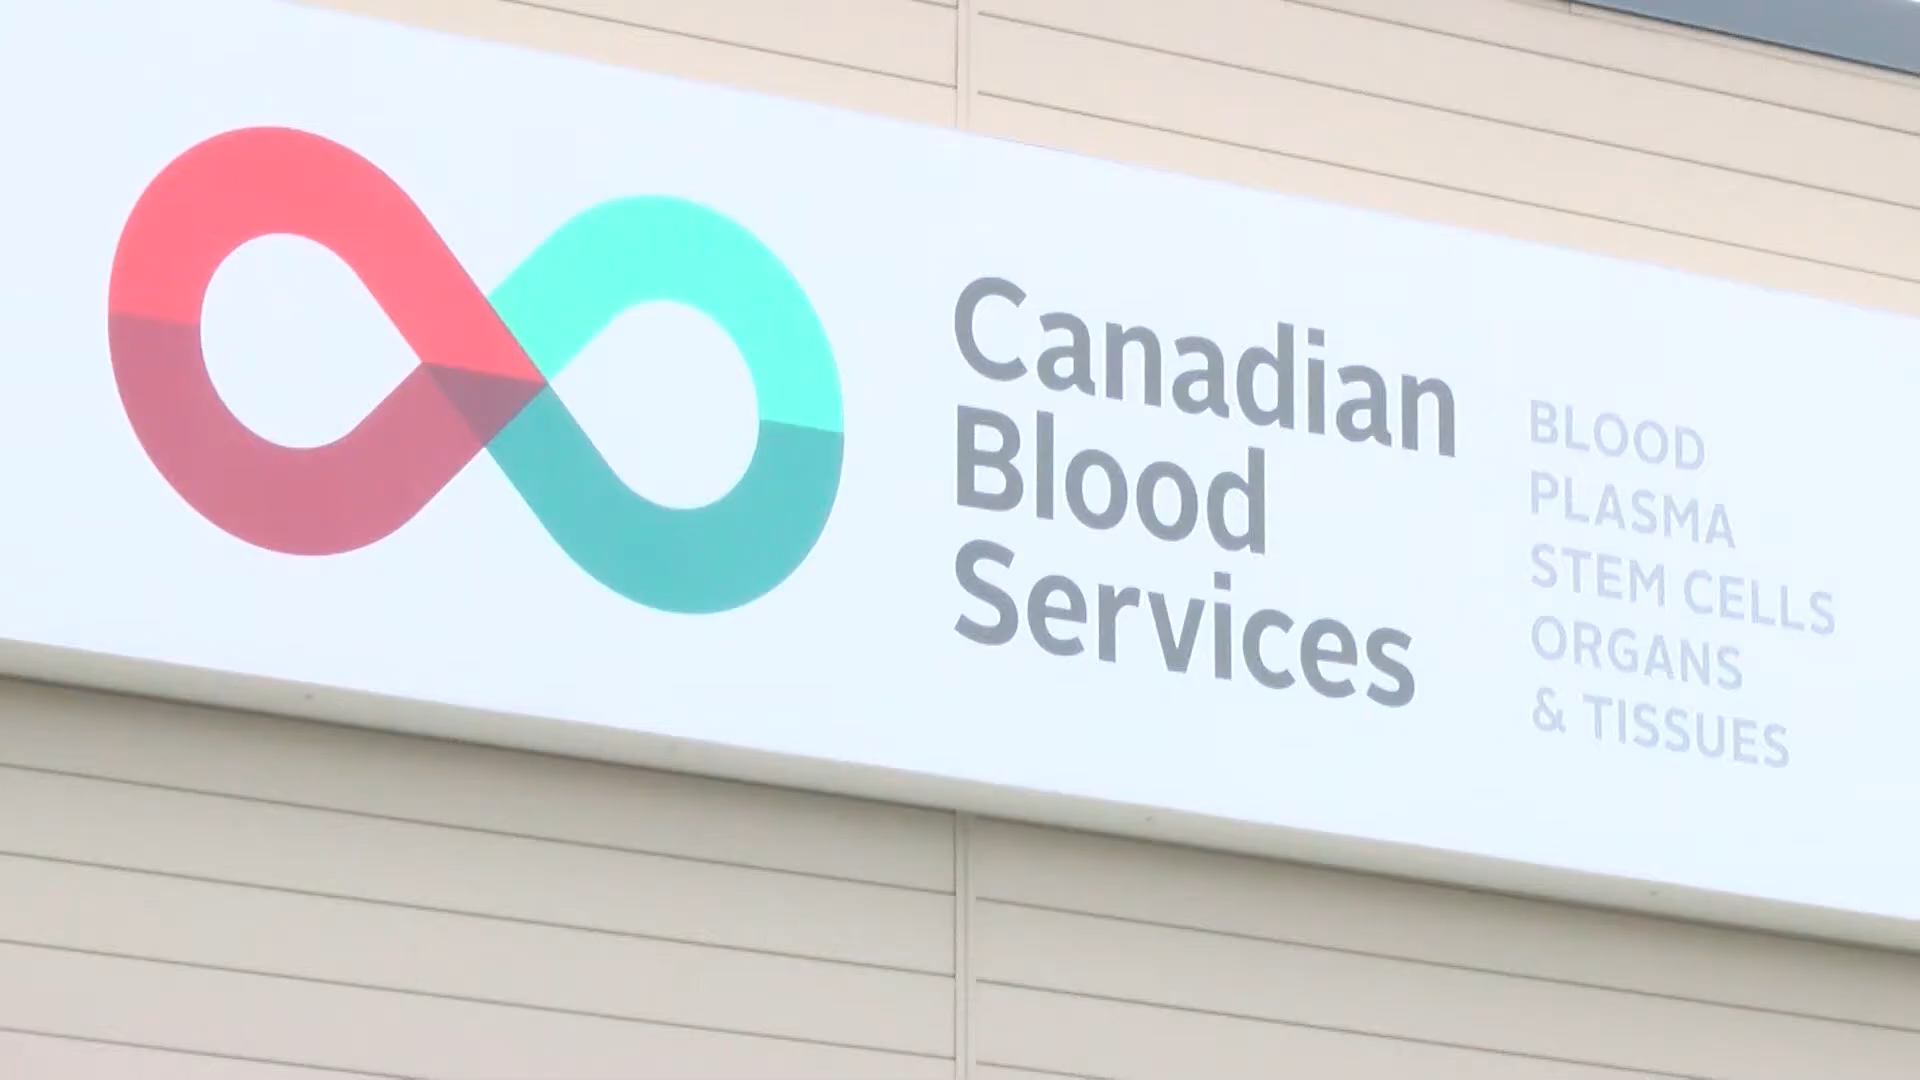 Canadian
Blood
Services
BLOOD
PLASMA
STEM CELLS
ORGANS
& TISSUES